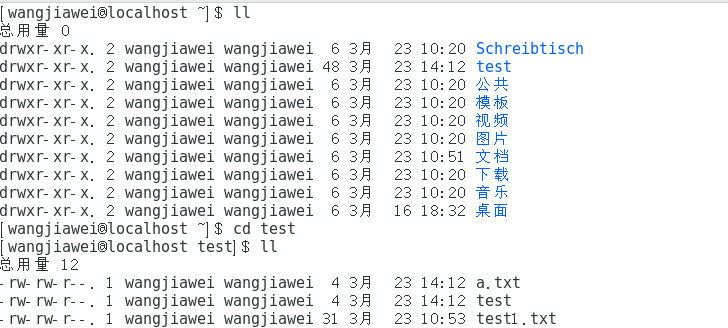 [wangjiawei@localhost ~]$ ll
总用量 0
drwxr-xr-x. 2 wangjiawei wangjiawei  6 3月  23 10:20 Schreibtisch
drwxr-xr-x. 2 wangjiawei wangjiawei 48 3月  23 14:12 test
drwxr-xr-x. 2 wangjiawei wangjiawei  6 3月  23 10:20 公共
drwxr-xr-x. 2 wangjiawei wangjiawei  6 3月  23 10:20 模板
drwxr-xr-x. 2 wangjiawei wangjiawei  6 3月  23 10:20 视频
drwxr-xr-x. 2 wangjiawei wangjiawei  6 3月  23 10:20 图片
drwxr-xr-x. 2 wangjiawei wangjiawei  6 3月  23 10:51 文档
drwxr-xr-x. 2 wangjiawei wangjiawei  6 3月  23 10:20 下载
drwxr-xr-x. 2 wangjiawei wangjiawei  6 3月  23 10:20 音乐
drwxr-xr-x. 2 wangjiawei wangjiawei  6 3月  16 18:32 桌面
[wangjiawei@localhost ~]$ cd test
[wangjiawei@localhost test]$ ll
总用量 12
-rw-rw-r--. 1 wangjiawei wangjiawei  4 3月  23 14:12 a.txt
-rw-rw-r--. 1 wangjiawei wangjiawei  4 3月  23 14:12 test
-rw-rw-r--. 1 wangjiawei wangjiawei 31 3月  23 10:53 test1.txt